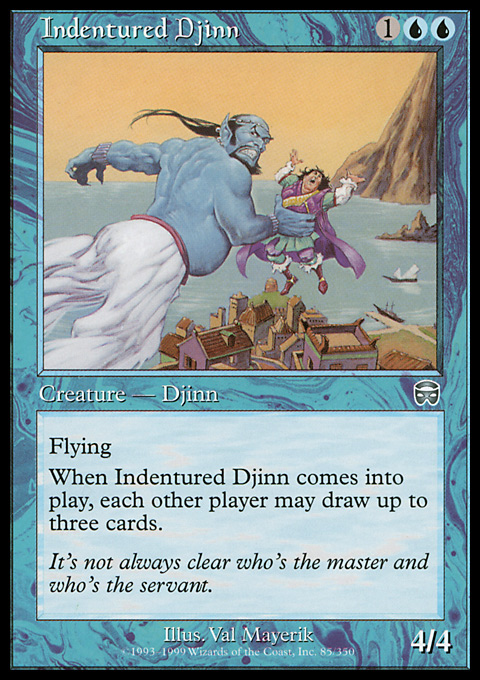 Indentured Djinn 1
Creature — Djinn
Flying
When Indentured Djinn comes into
play, each other player may draw up to
three cards.
It's not always clear who's the master and
who's the servant.
Illus. Val Mayerik
©1993-1999 Wizards of the Coast, Inc. 85/350
4/4